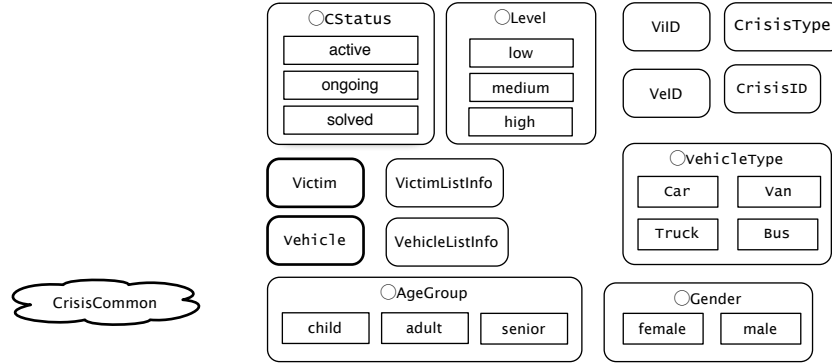 CStatus
active
ongoing
solved
Level
low
medium
high
ViID
CrisisType
VeID
CrisisID
Victim
VictimListInfo
Vehicle
VehicleListInfo
VehicleType
Car
Van
Truck
Bus
CrisisCommon
AgeGroup
child
adult
senior
Gender
female
male